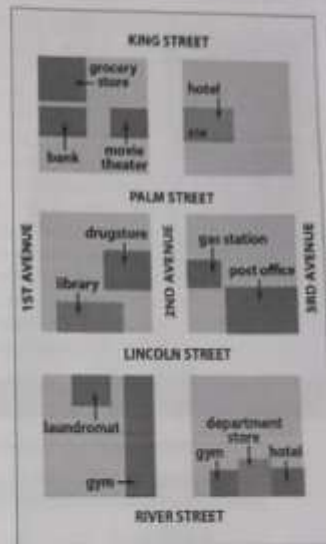 KING STREET
grocery
store
hotel
bank
movie
theater
PALM STREET
1ST AVENUE
drugstore
library
2ND AVENUE
gas station
post office
3RD AVENUE
LINCOLN STREET
laundromat
gym
department
store
gym
hotel
RIVER STREET